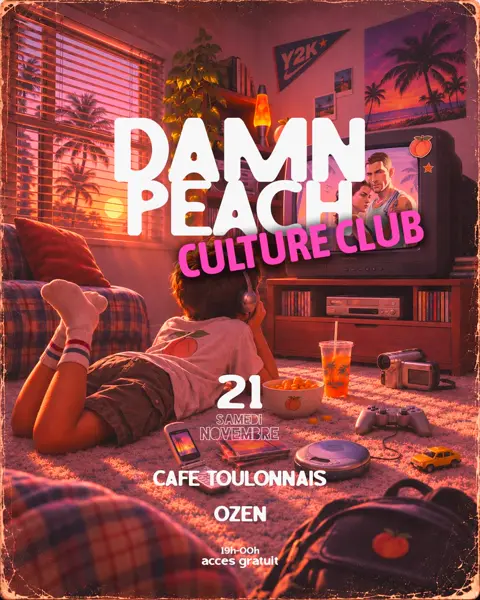 Y2K
DAMN
PEACH
CULTURE CLUB
21
SAMEDI
NOVEMBRE
CAFE TOULONNAIS
OZEN
19h-00h
acces gratuit